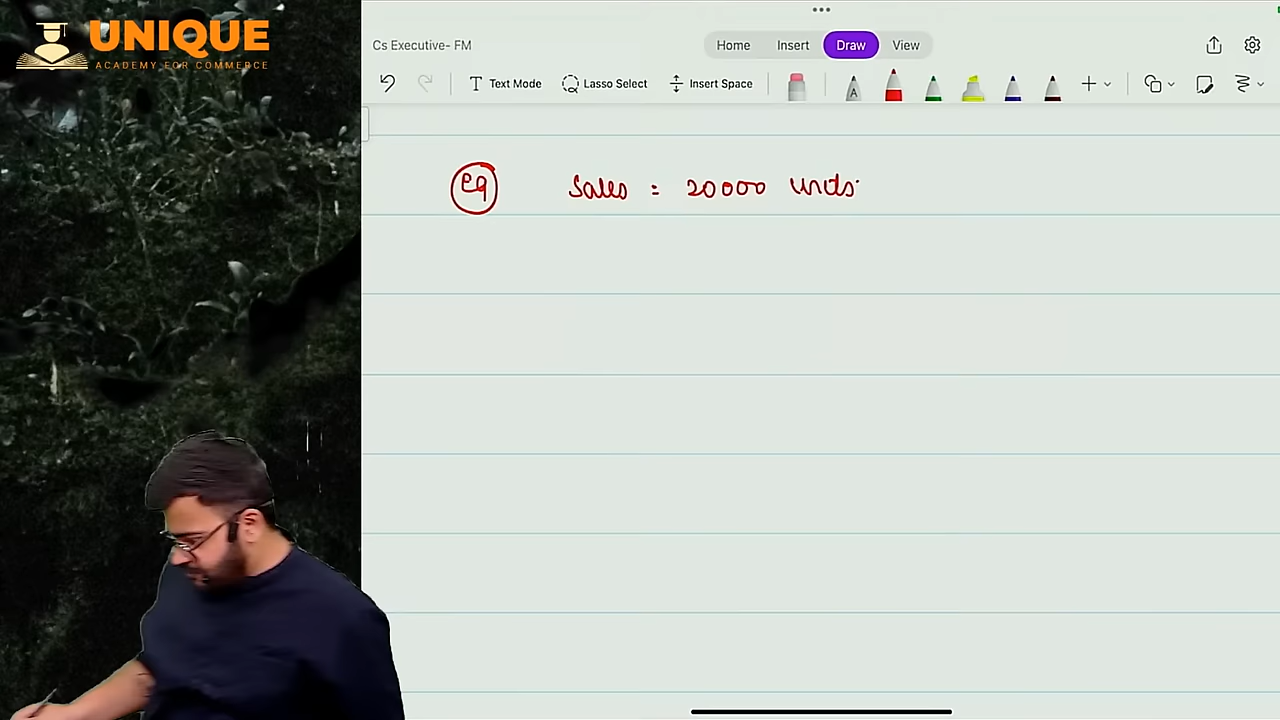 UNIQUE
ACADEMY FOR COMMERCE
Cs Executive- FM
Home Insert Draw View
Text Mode Lasso Select Insert Space
A
eg Sales = 20000 units